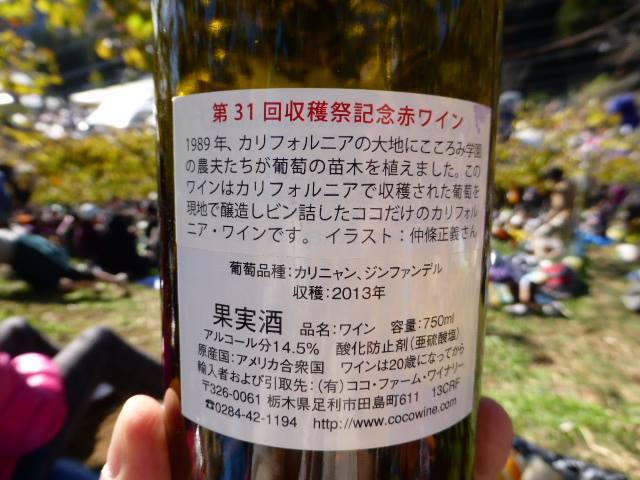 第31回収穫祭記念赤ワイン
1989年、カリフォルニアの大地にこころみ学園
の農夫たちが葡萄の苗木を植えました。この
ワインはカリフォルニアで収穫された葡萄を
現地で醸造しビン詰したココだけのカリフォル
ニア・ワインです。 イラスト：仲條正義さん
葡萄品種：カリニャン、ジンファンデル
収穫：2013年
果実酒 品名：ワイン 容量：750ml
アルコール分14.5% 酸化防止剤（亜硫酸塩）
原産国：アメリカ合衆国 ワインは20歳になってから
輸入者および引取先：（有）ココ・ファーム・ワイナリー
〒326-0061 栃木県足利市田島町611 13CRF
☎0284-42-1194 http://www.cocowine.com/